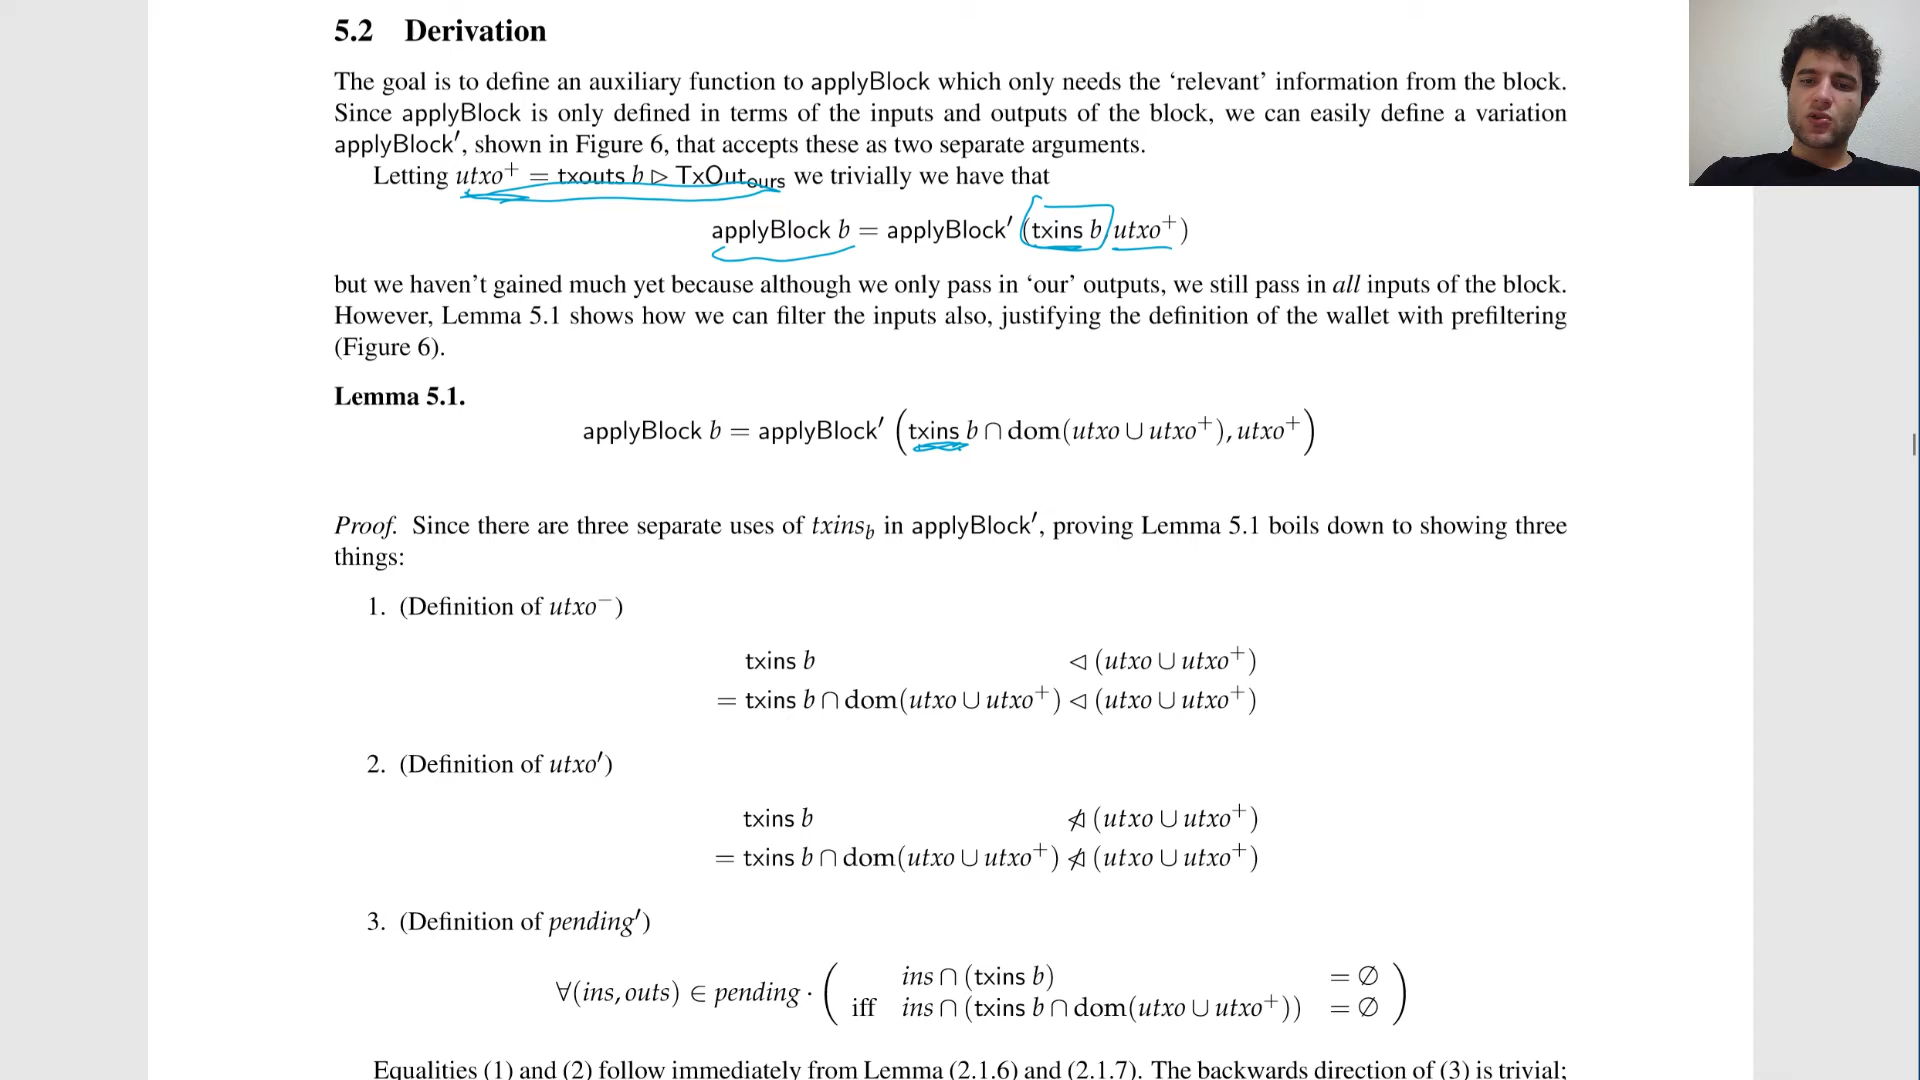 5.2 Derivation
The goal is to define an auxiliary function to applyBlock which only needs the ‘relevant’ information from the block.
Since applyBlock is only defined in terms of the inputs and outputs of the block, we can easily define a variation
applyBlock′, shown in Figure 6, that accepts these as two separate arguments.
Letting utxo⁺ = txouts b ▷ TxOut_ours we trivially we have that
applyBlock b = applyBlock′ (txins b, utxo⁺)
but we haven’t gained much yet because although we only pass in ‘our’ outputs, we still pass in all inputs of the block.
However, Lemma 5.1 shows how we can filter the inputs also, justifying the definition of the wallet with prefiltering
(Figure 6).
Lemma 5.1.
applyBlock b = applyBlock′ (txins b ∩ dom(utxo ∪ utxo⁺), utxo⁺)
Proof. Since there are three separate uses of txins_b in applyBlock′, proving Lemma 5.1 boils down to showing three
things:
1. (Definition of utxo⁻)
txins b ◁ (utxo ∪ utxo⁺)
= txins b ∩ dom(utxo ∪ utxo⁺) ◁ (utxo ∪ utxo⁺)
2. (Definition of utxo′)
txins b ⋪ (utxo ∪ utxo⁺)
= txins b ∩ dom(utxo ∪ utxo⁺) ⋪ (utxo ∪ utxo⁺)
3. (Definition of pending′)
∀(ins, outs) ∈ pending · ( ins ∩ (txins b) = ∅
iff ins ∩ (txins b ∩ dom(utxo ∪ utxo⁺)) = ∅ )
Equalities (1) and (2) follow immediately from Lemma (2.1.6) and (2.1.7). The backwards direction of (3) is trivial;